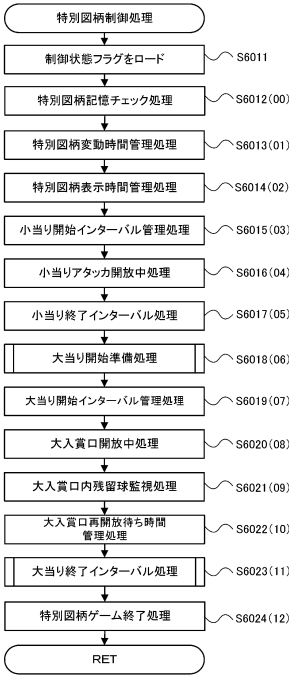 特別図柄制御処理
制御状態フラグをロード S6011
特別図柄記憶チェック処理 S6012(00)
特別図柄変動時間管理処理 S6013(01)
特別図柄表示時間管理処理 S6014(02)
小当り開始インターバル管理処理 S6015(03)
小当りアタッカ開放中処理 S6016(04)
小当り終了インターバル処理 S6017(05)
大当り開始準備処理 S6018(06)
大当り開始インターバル管理処理 S6019(07)
大入賞口開放中処理 S6020(08)
大入賞口内残留球監視処理 S6021(09)
大入賞口再開放待ち時間
管理処理 S6022(10)
大当り終了インターバル処理 S6023(11)
特別図柄ゲーム終了処理 S6024(12)
RET